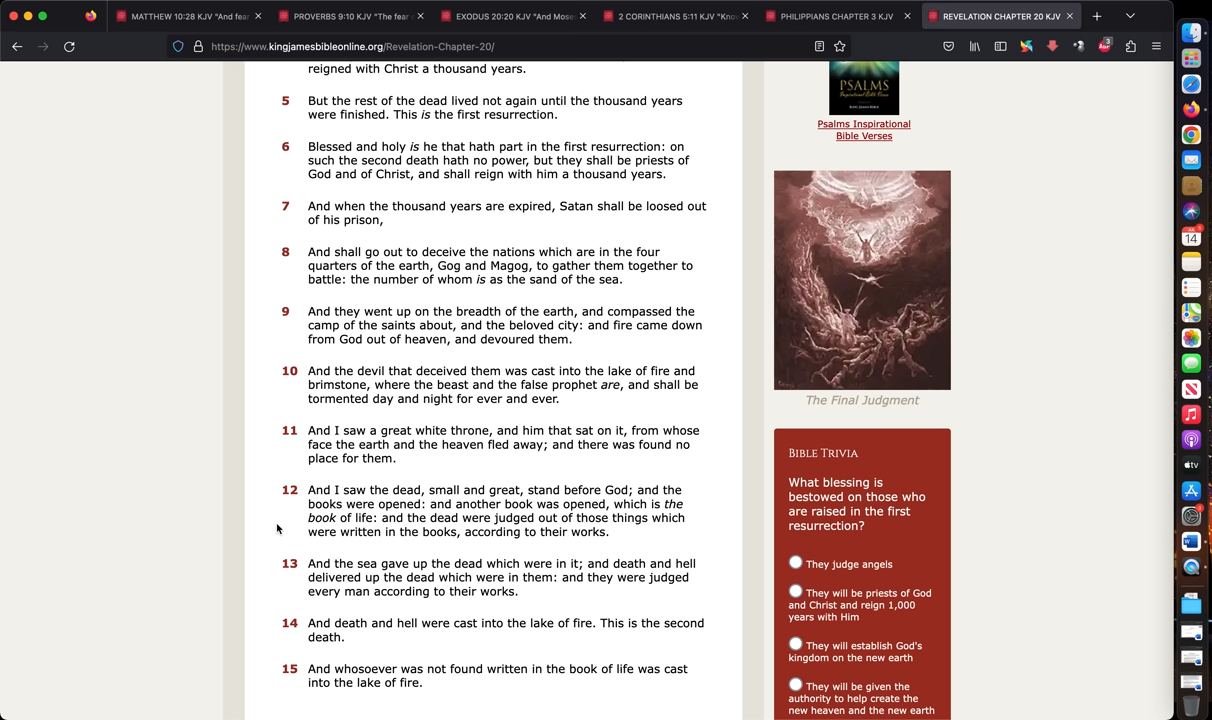 MATTHEW 10:28 KJV "And fear
PROVERBS 9:10 KJV "The fear
EXODUS 20:20 KJV "And Mose
2 CORINTHIANS 5:11 KJV "Know
PHILIPPIANS CHAPTER 3 KJV
REVELATION CHAPTER 20 KJV
https://www.kingjamesbibleonline.org/Revelation-Chapter-20/
reigned with Christ a thousand years.
5 But the rest of the dead lived not again until the thousand years
were finished. This is the first resurrection.
6 Blessed and holy is he that hath part in the first resurrection: on
such the second death hath no power, but they shall be priests of
God and of Christ, and shall reign with him a thousand years.
7 And when the thousand years are expired, Satan shall be loosed out
of his prison,
8 And shall go out to deceive the nations which are in the four
quarters of the earth, Gog and Magog, to gather them together to
battle: the number of whom is as the sand of the sea.
9 And they went up on the breadth of the earth, and compassed the
camp of the saints about, and the beloved city: and fire came down
from God out of heaven, and devoured them.
10 And the devil that deceived them was cast into the lake of fire and
brimstone, where the beast and the false prophet are, and shall be
tormented day and night for ever and ever.
11 And I saw a great white throne, and him that sat on it, from whose
face the earth and the heaven fled away; and there was found no
place for them.
12 And I saw the dead, small and great, stand before God; and the
books were opened: and another book was opened, which is the
book of life: and the dead were judged out of those things which
were written in the books, according to their works.
13 And the sea gave up the dead which were in it; and death and hell
delivered up the dead which were in them: and they were judged
every man according to their works.
14 And death and hell were cast into the lake of fire. This is the second
death.
15 And whosoever was not found written in the book of life was cast
into the lake of fire.
PSALMS
Psalms Inspirational
Bible Verses
The Final Judgment
BIBLE TRIVIA
What blessing is
bestowed on those who
are raised in the first
resurrection?
They judge angels
They will be priests of God
and Christ and reign 1,000
years with Him
They will establish God's
kingdom on the new earth
They will be given the
authority to help create the
new heaven and the new earth
3
14
tv